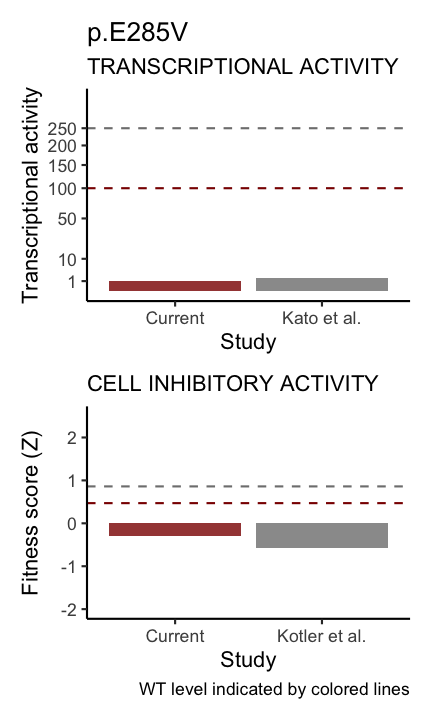 p.E285V
TRANSCRIPTIONAL ACTIVITY
Transcriptional activity
250
200
150
100
50
10
1
Current
Kato et al.
Study
CELL INHIBITORY ACTIVITY
Fitness score (Z)
2
1
0
-1
-2
Current
Kotler et al.
Study
WT level indicated by colored lines